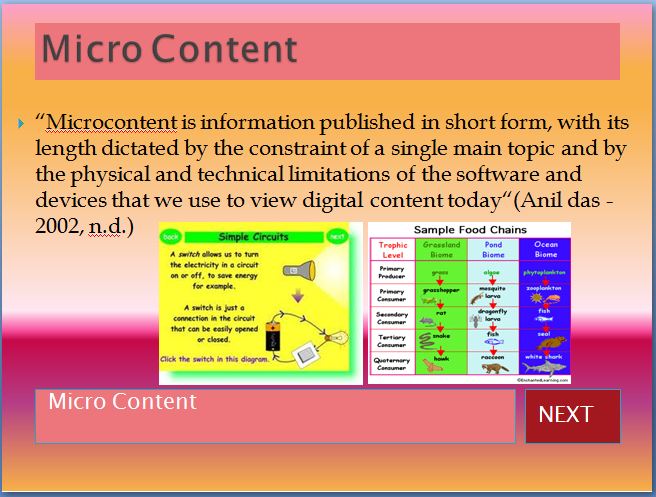 Micro Content
“Microcontent is information published in short form, with its
length dictated by the constraint of a single main topic and by
the physical and technical limitations of the software and
devices that we use to view digital content today“(Anil das -
2002, n.d.)
back Simple Circuits next
A switch allows us to turn
the electricity in a circuit
on or off, to save energy
for example.
A switch is just a
connection in the circuit
that can be easily opened
or closed.
Click the switch in this diagram.
Sample Food Chains
Trophic Level Grassland Biome Pond Biome Ocean Biome
Primary Producer grass algae phytoplankton
Primary Consumer grasshopper mosquito larva zooplankton
Secondary Consumer rat dragonfly larva fish
Tertiary Consumer snake fish seal
Quaternary Consumer hawk raccoon white shark
©EnchantedLearning.com
Micro Content
NEXT